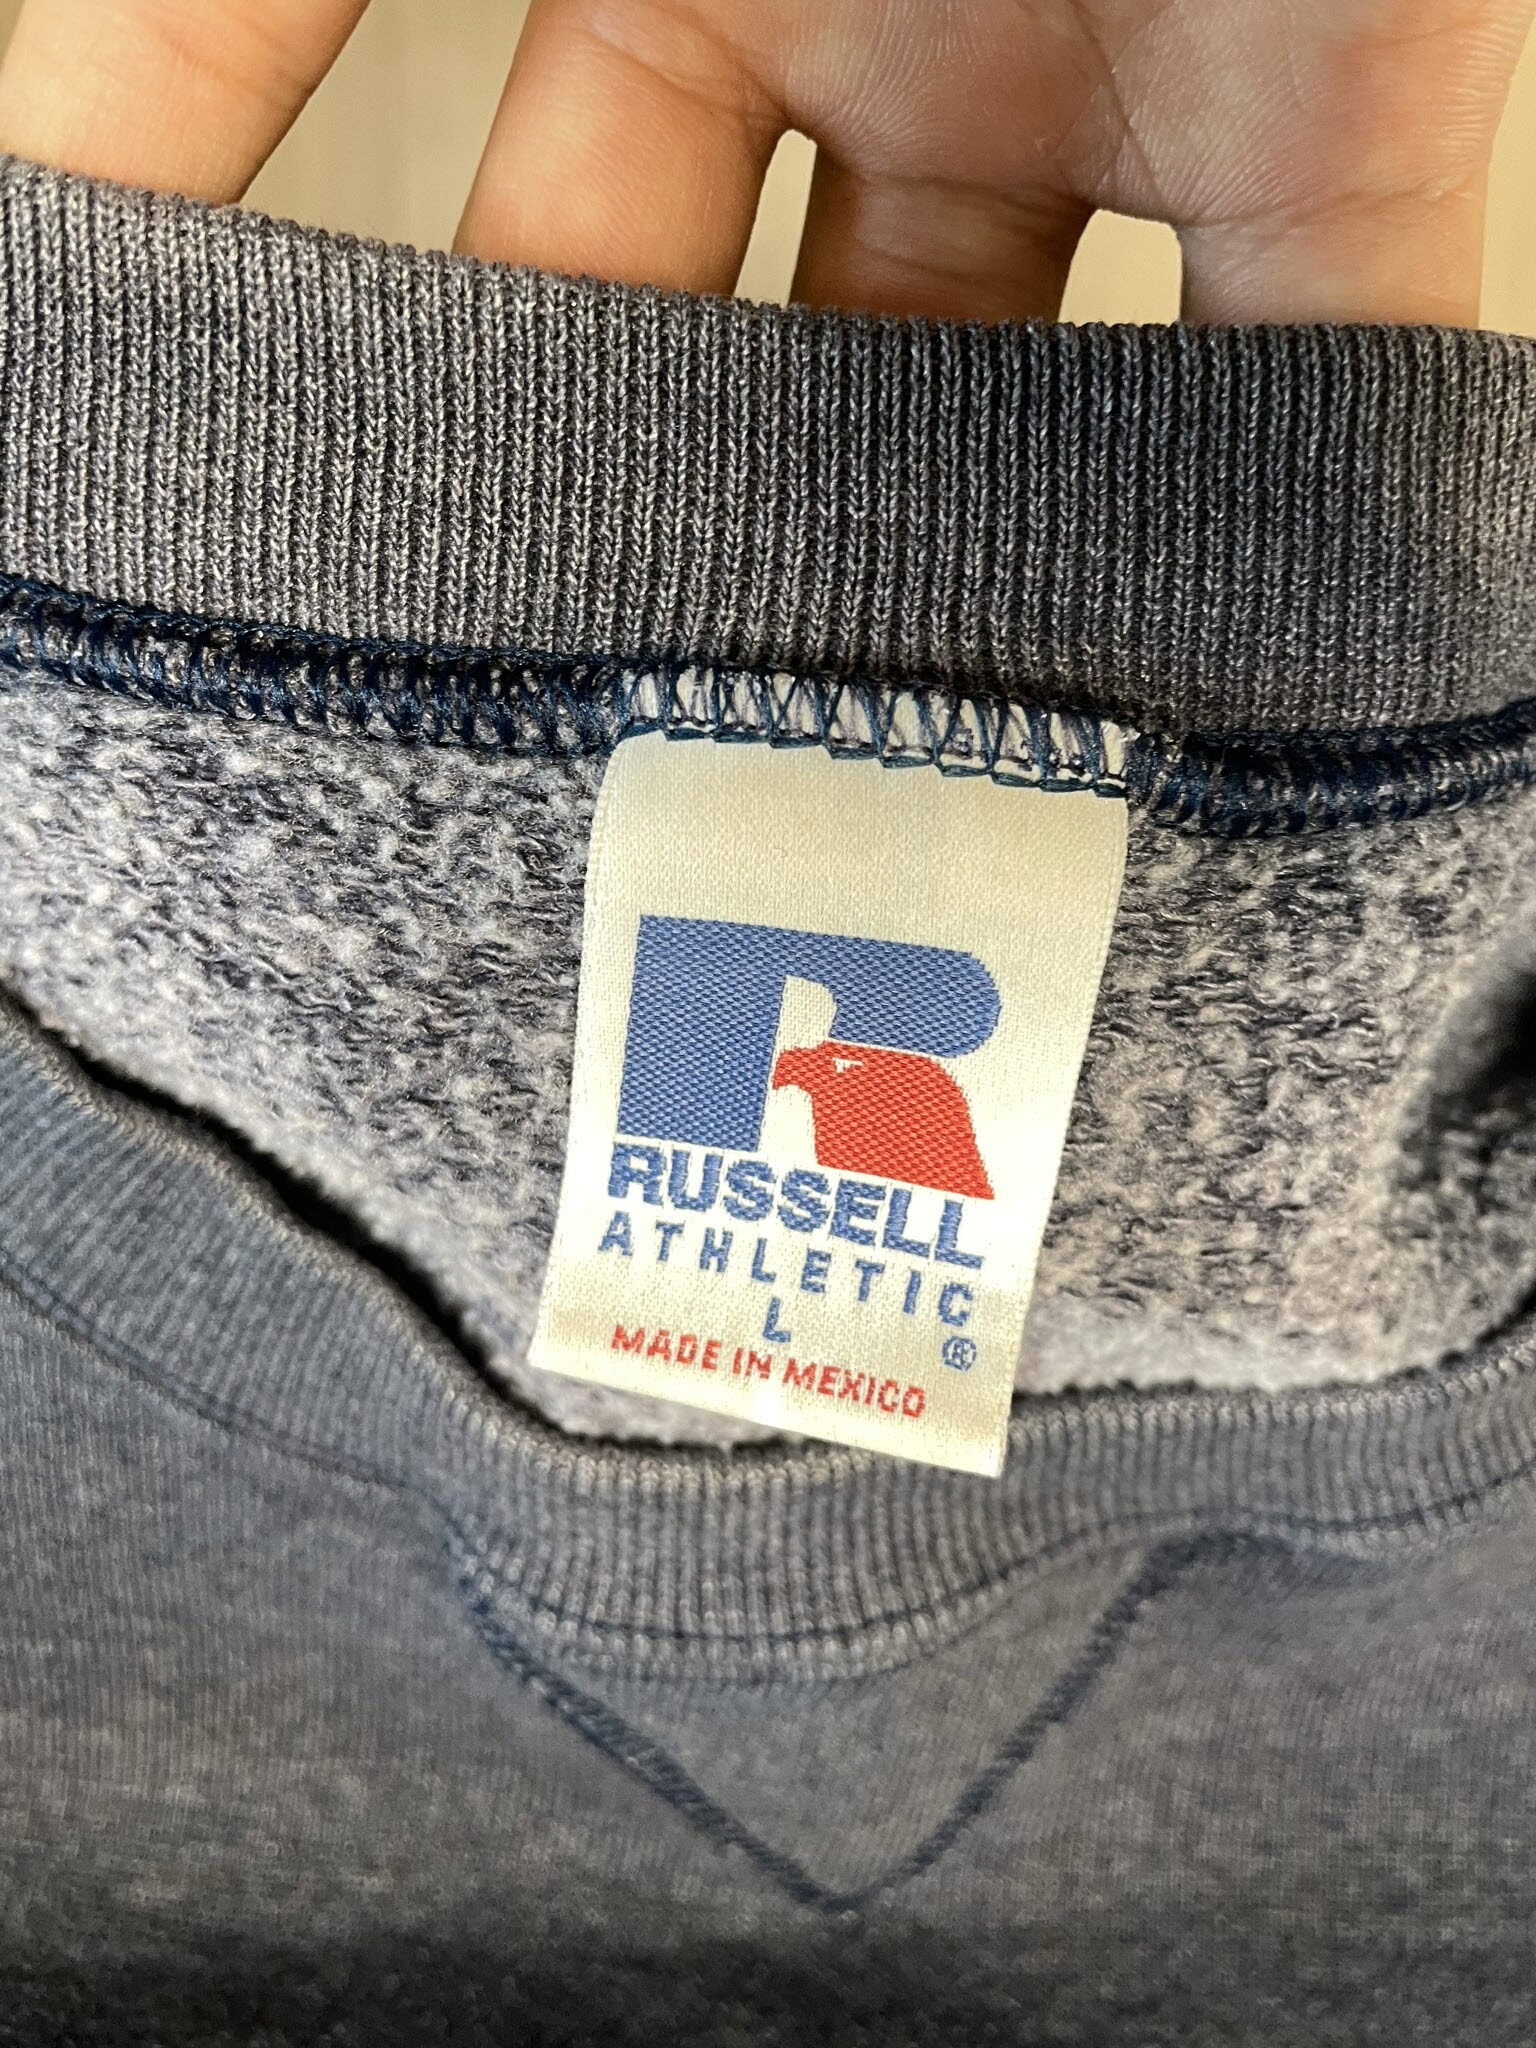 RUSSELL
ATHLETIC
L ®
MADE IN MEXICO